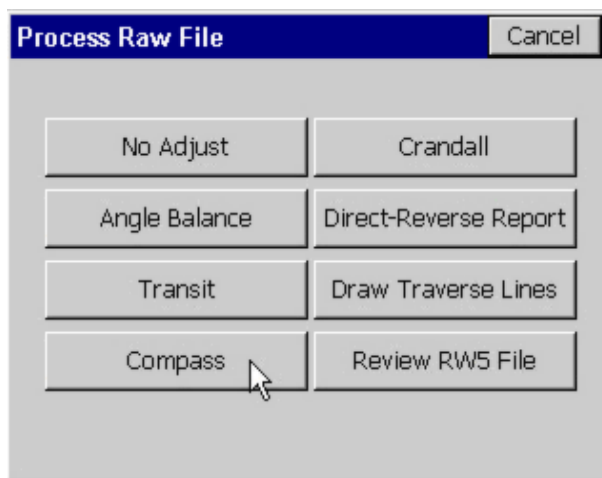 Process Raw File Cancel
No Adjust Crandall
Angle Balance Direct-Reverse Report
Transit Draw Traverse Lines
Compass Review RW5 File